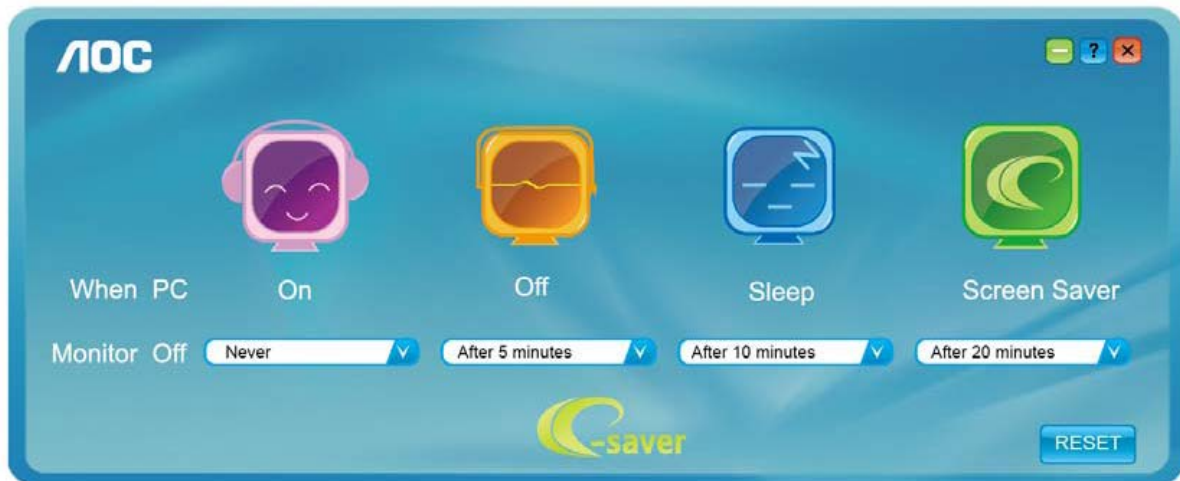 AOC
?
When PC On Off Sleep Screen Saver
Monitor Off Never After 5 minutes After 10 minutes After 20 minutes
e-saver
RESET